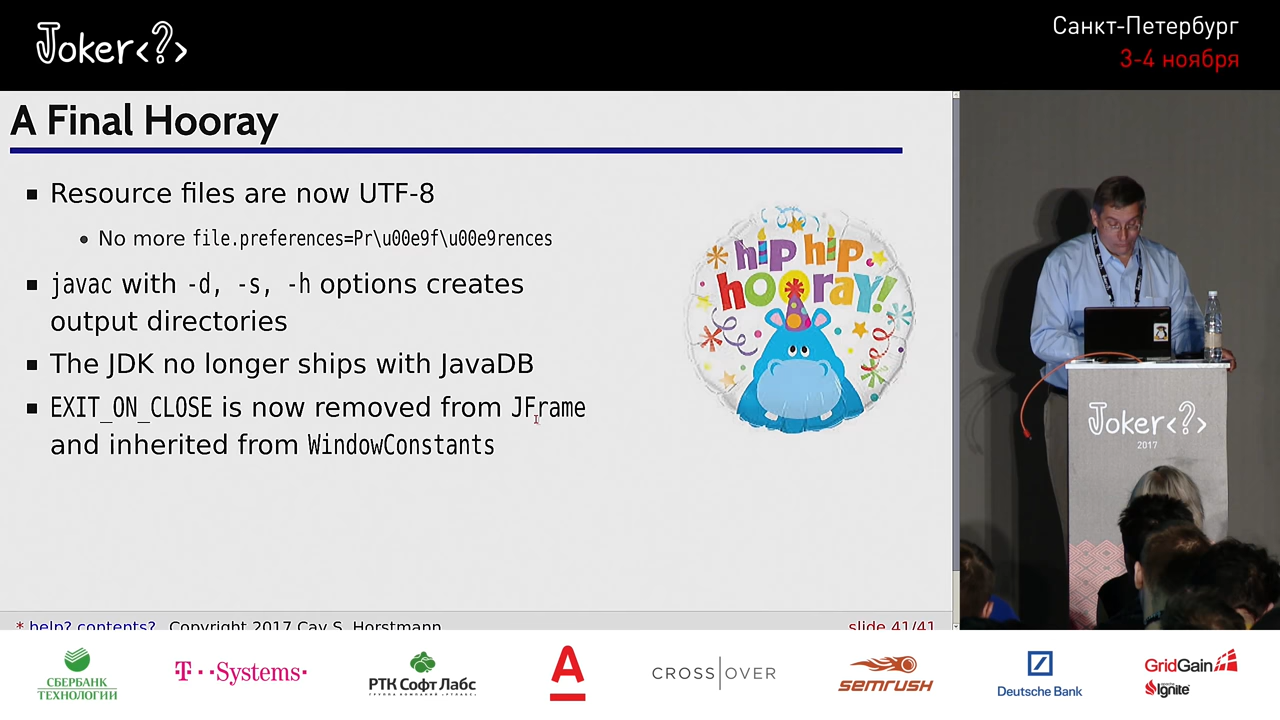 Joker<?>
Санкт-Петербург
3-4 ноября
A Final Hooray
Resource files are now UTF-8
No more file.preferences=Pr\u00e9f\u00e9rences
javac with -d, -s, -h options creates
output directories
The JDK no longer ships with JavaDB
EXIT_ON_CLOSE is now removed from JFrame
and inherited from WindowConstants
hip hip
hooray!
* help? contents? Copyright 2017 Cay S. Horstmann
slide 41/41
Joker<?>
2017
СБЕРБАНК
ТЕХНОЛОГИИ
T··Systems·
РТК Софт Лабс
ГРУППА КОМПАНИЙ «РТЛАБС»
А
CROSSOVER
semrush
Deutsche Bank
GridGain
Ignite